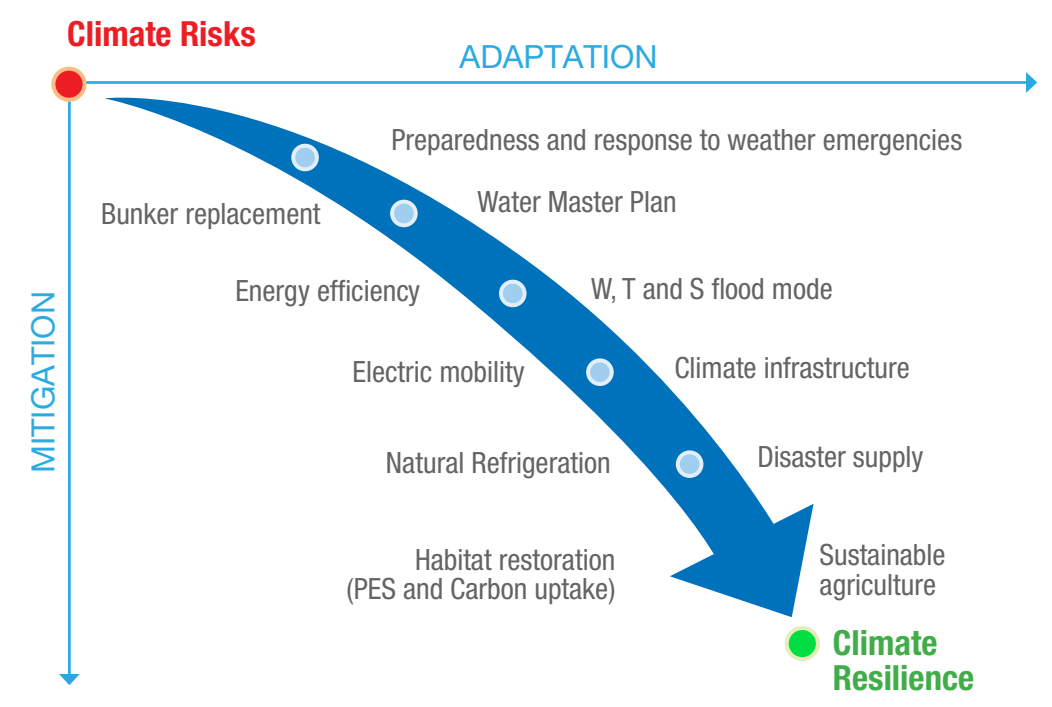 Climate Risks
ADAPTATION
Preparedness and response to weather emergencies
Bunker replacement
Water Master Plan
Energy efficiency
W, T and S flood mode
MITIGATION
Electric mobility
Climate infrastructure
Natural Refrigeration
Disaster supply
Habitat restoration
(PES and Carbon uptake)
Sustainable
agriculture
Climate
Resilience